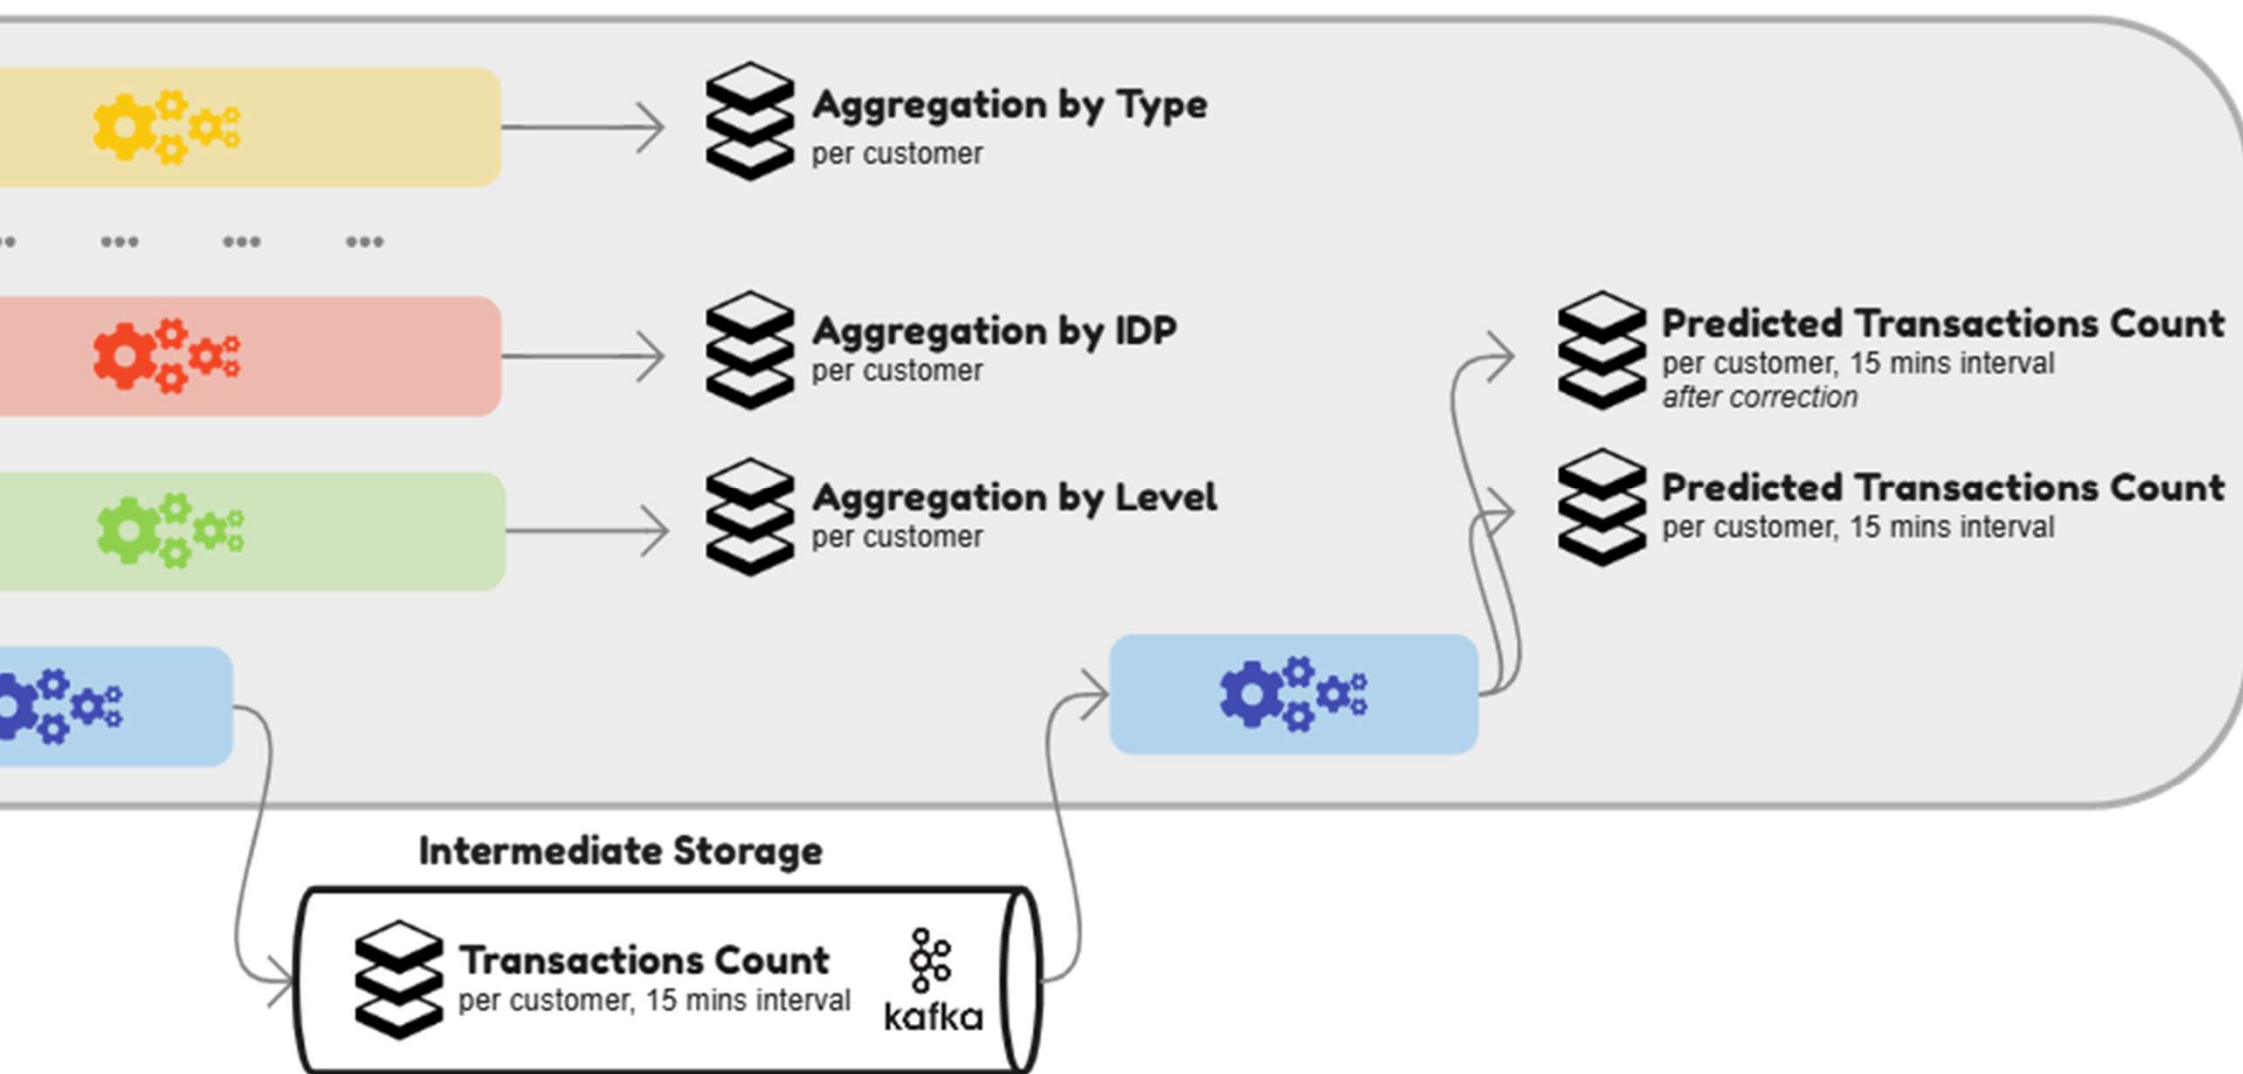 Aggregation by Type
per customer
Aggregation by IDP
per customer
Predicted Transactions Count
per customer, 15 mins interval
after correction
Aggregation by Level
per customer
Predicted Transactions Count
per customer, 15 mins interval
Intermediate Storage
Transactions Count
per customer, 15 mins interval
kafka